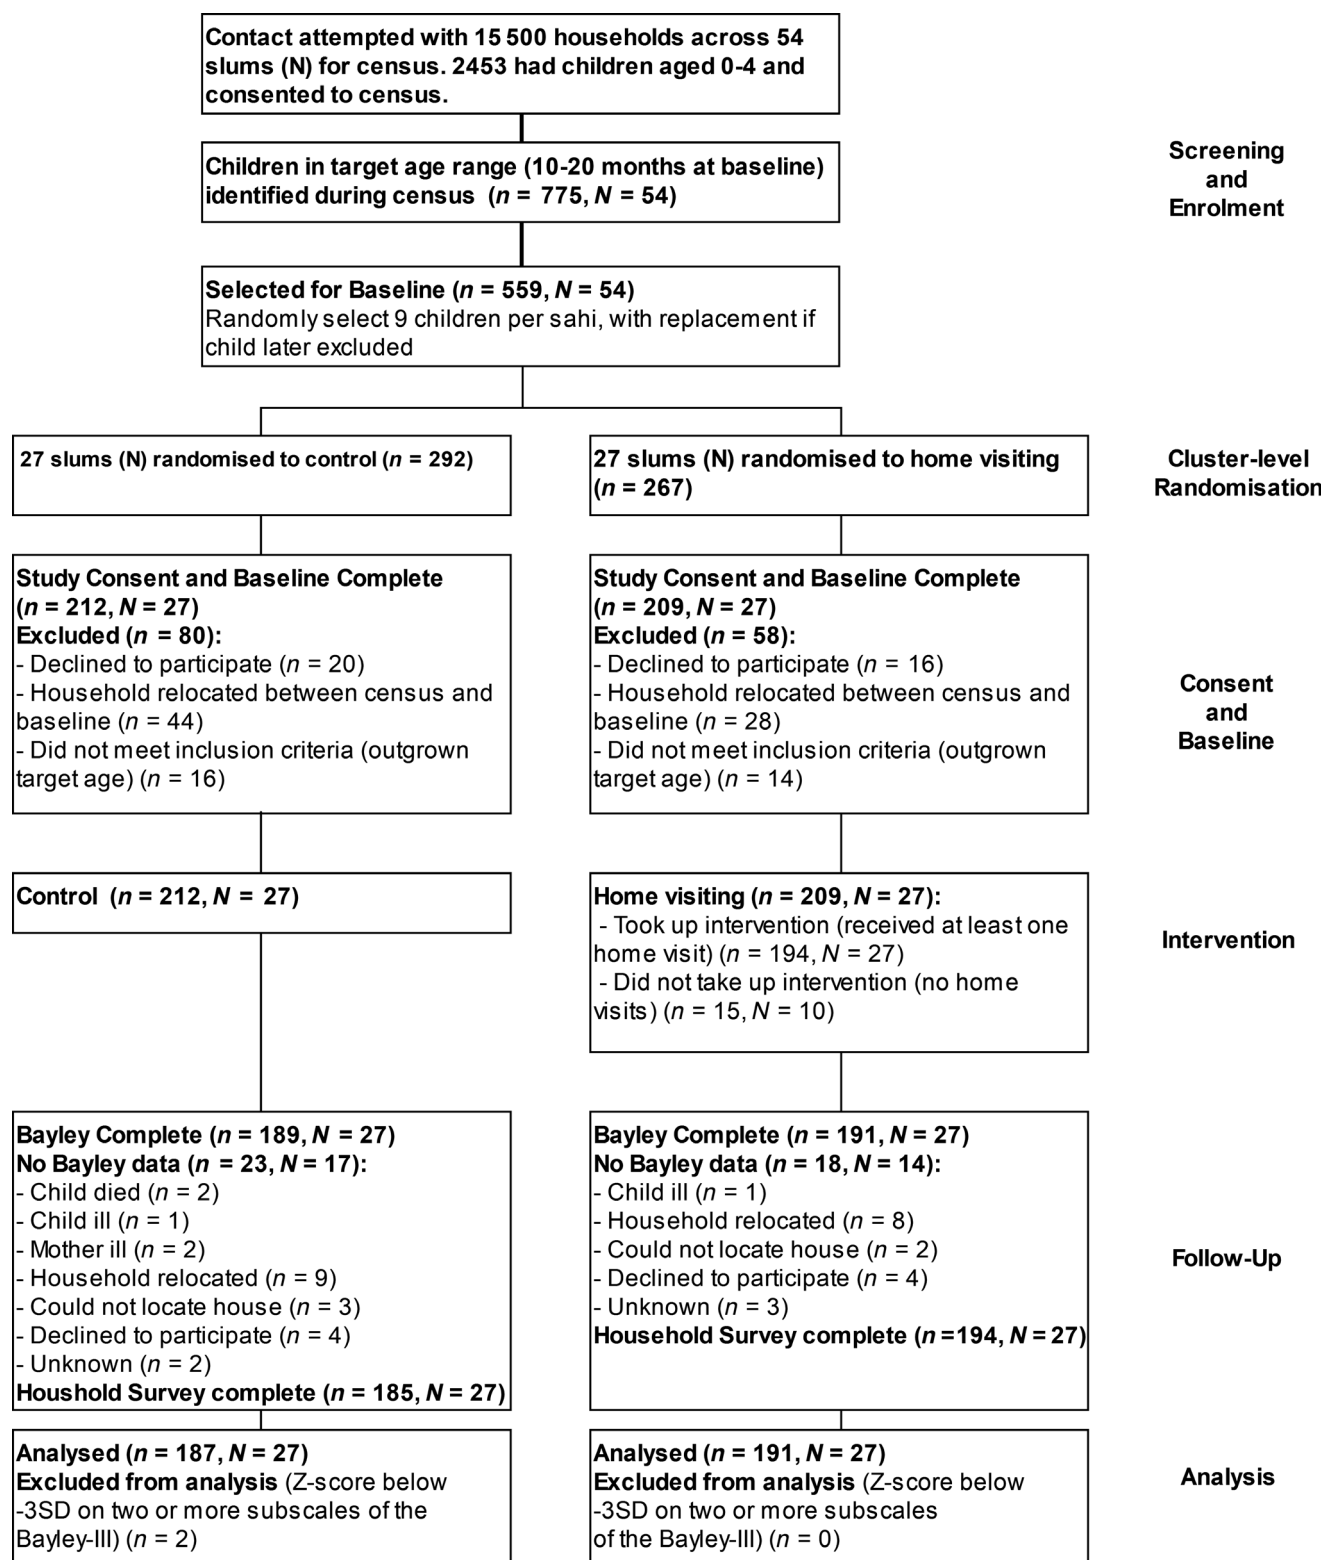 Contact attempted with 15 500 households across 54
slums (N) for census. 2453 had children aged 0-4 and
consented to census.
Children in target age range (10-20 months at baseline)
identified during census (n = 775, N = 54)
Screening
and
Enrolment
Selected for Baseline (n = 559, N = 54)
Randomly select 9 children per sahi, with replacement if
child later excluded
27 slums (N) randomised to control (n = 292)
27 slums (N) randomised to home visiting
(n = 267)
Cluster-level
Randomisation
Study Consent and Baseline Complete
(n = 212, N = 27)
Excluded (n = 80):
- Declined to participate (n = 20)
- Household relocated between census and
baseline (n = 44)
- Did not meet inclusion criteria (outgrown
target age) (n = 16)
Study Consent and Baseline Complete
(n = 209, N = 27)
Excluded (n = 58):
- Declined to participate (n = 16)
- Household relocated between census and
baseline (n = 28)
- Did not meet inclusion criteria (outgrown
target age) (n = 14)
Consent
and
Baseline
Control (n = 212, N = 27)
Home visiting (n = 209, N = 27):
- Took up intervention (received at least one
home visit) (n = 194, N = 27)
- Did not take up intervention (no home
visits) (n = 15, N = 10)
Intervention
Bayley Complete (n = 189, N = 27)
No Bayley data (n = 23, N = 17):
- Child died (n = 2)
- Child ill (n = 1)
- Mother ill (n = 2)
- Household relocated (n = 9)
- Could not locate house (n = 3)
- Declined to participate (n = 4)
- Unknown (n = 2)
Houshold Survey complete (n = 185, N = 27)
Bayley Complete (n = 191, N = 27)
No Bayley data (n = 18, N = 14):
- Child ill (n = 1)
- Household relocated (n = 8)
- Could not locate house (n = 2)
- Declined to participate (n = 4)
- Unknown (n = 3)
Household Survey complete (n =194, N = 27)
Follow-Up
Analysed (n = 187, N = 27)
Excluded from analysis (Z-score below
-3SD on two or more subscales of the
Bayley-III) (n = 2)
Analysed (n = 191, N = 27)
Excluded from analysis (Z-score below
-3SD on two or more subscales
of the Bayley-III) (n = 0)
Analysis